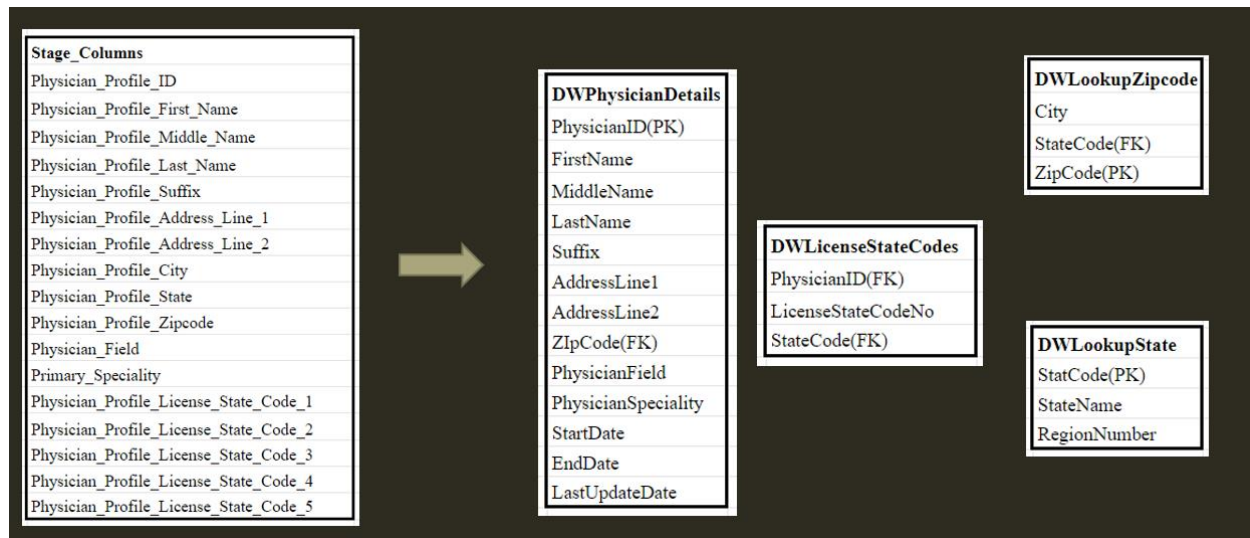 Stage_Columns
Physician_Profile_ID
Physician_Profile_First_Name
Physician_Profile_Middle_Name
Physician_Profile_Last_Name
Physician_Profile_Suffix
Physician_Profile_Address_Line_1
Physician_Profile_Address_Line_2
Physician_Profile_City
Physician_Profile_State
Physician_Profile_Zipcode
Physician_Field
Primary_Speciality
Physician_Profile_License_State_Code_1
Physician_Profile_License_State_Code_2
Physician_Profile_License_State_Code_3
Physician_Profile_License_State_Code_4
Physician_Profile_License_State_Code_5
DWPhysicianDetails
PhysicianID(PK)
FirstName
MiddleName
LastName
Suffix
AddressLine1
AddressLine2
ZIpCode(FK)
PhysicianField
PhysicianSpeciality
StartDate
EndDate
LastUpdateDate
DWLicenseStateCodes
PhysicianID(FK)
LicenseStateCodeNo
StateCode(FK)
DWLookupZipcode
City
StateCode(FK)
ZipCode(PK)
DWLookupState
StatCode(PK)
StateName
RegionNumber